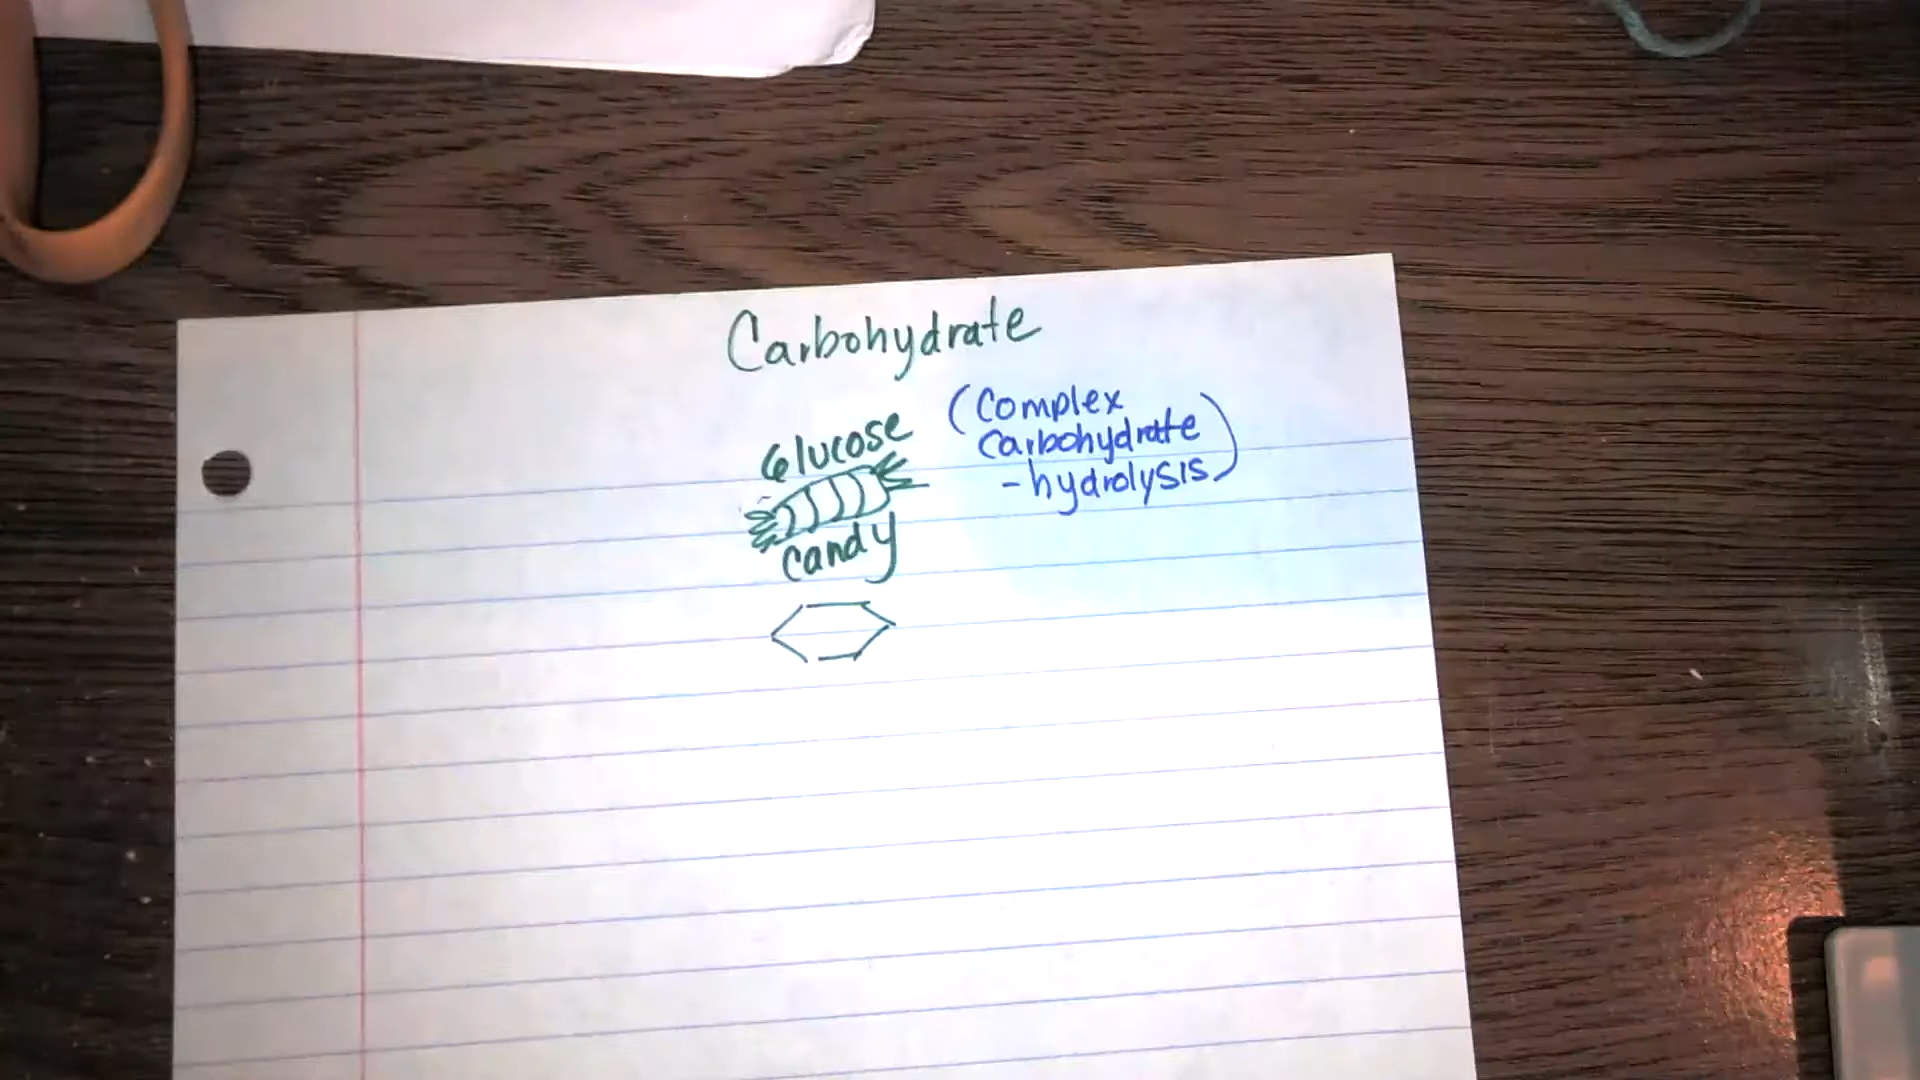 Carbohydrate
Glucose
candy
(Complex
carbohydrate
-hydrolysis)